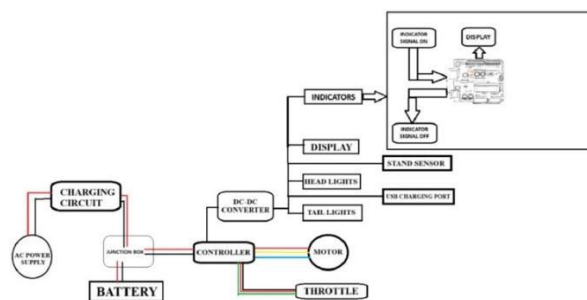 INDICATOR
SIGNAL ON
DISPLAY
INDICATORS
INDICATOR
SIGNAL OFF
DISPLAY
STAND SENSOR
HEAD LIGHTS
CHARGING
CIRCUIT
DC-DC
CONVERTER
USB CHARGING PORT
TAIL LIGHTS
AC POWER
SUPPLY
JUNCTION BOX
CONTROLLER
MOTOR
BATTERY
THROTTLE